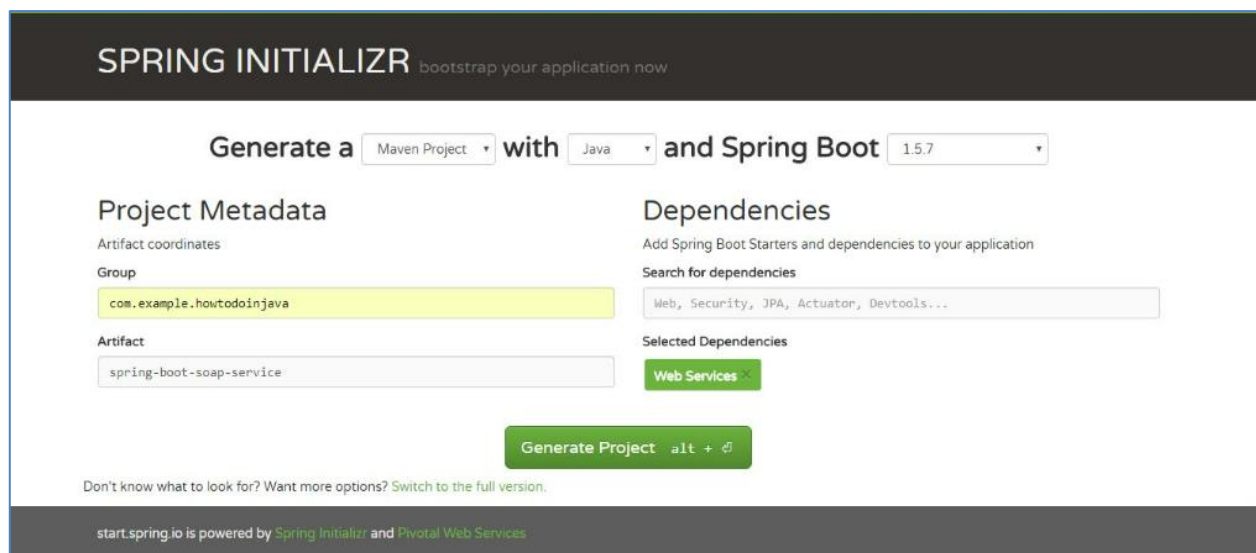 SPRING INITIALIZR bootstrap your application now
Generate a Maven Project with Java and Spring Boot 1.5.7
Project Metadata
Artifact coordinates
Group
com.example.howtodoinjava
Artifact
spring-boot-soap-service
Dependencies
Add Spring Boot Starters and dependencies to your application
Search for dependencies
Web, Security, JPA, Actuator, Devtools...
Selected Dependencies
Web Services ×
Generate Project alt + ⏎
Don't know what to look for? Want more options? Switch to the full version.
start.spring.io is powered by Spring Initializr and Pivotal Web Services